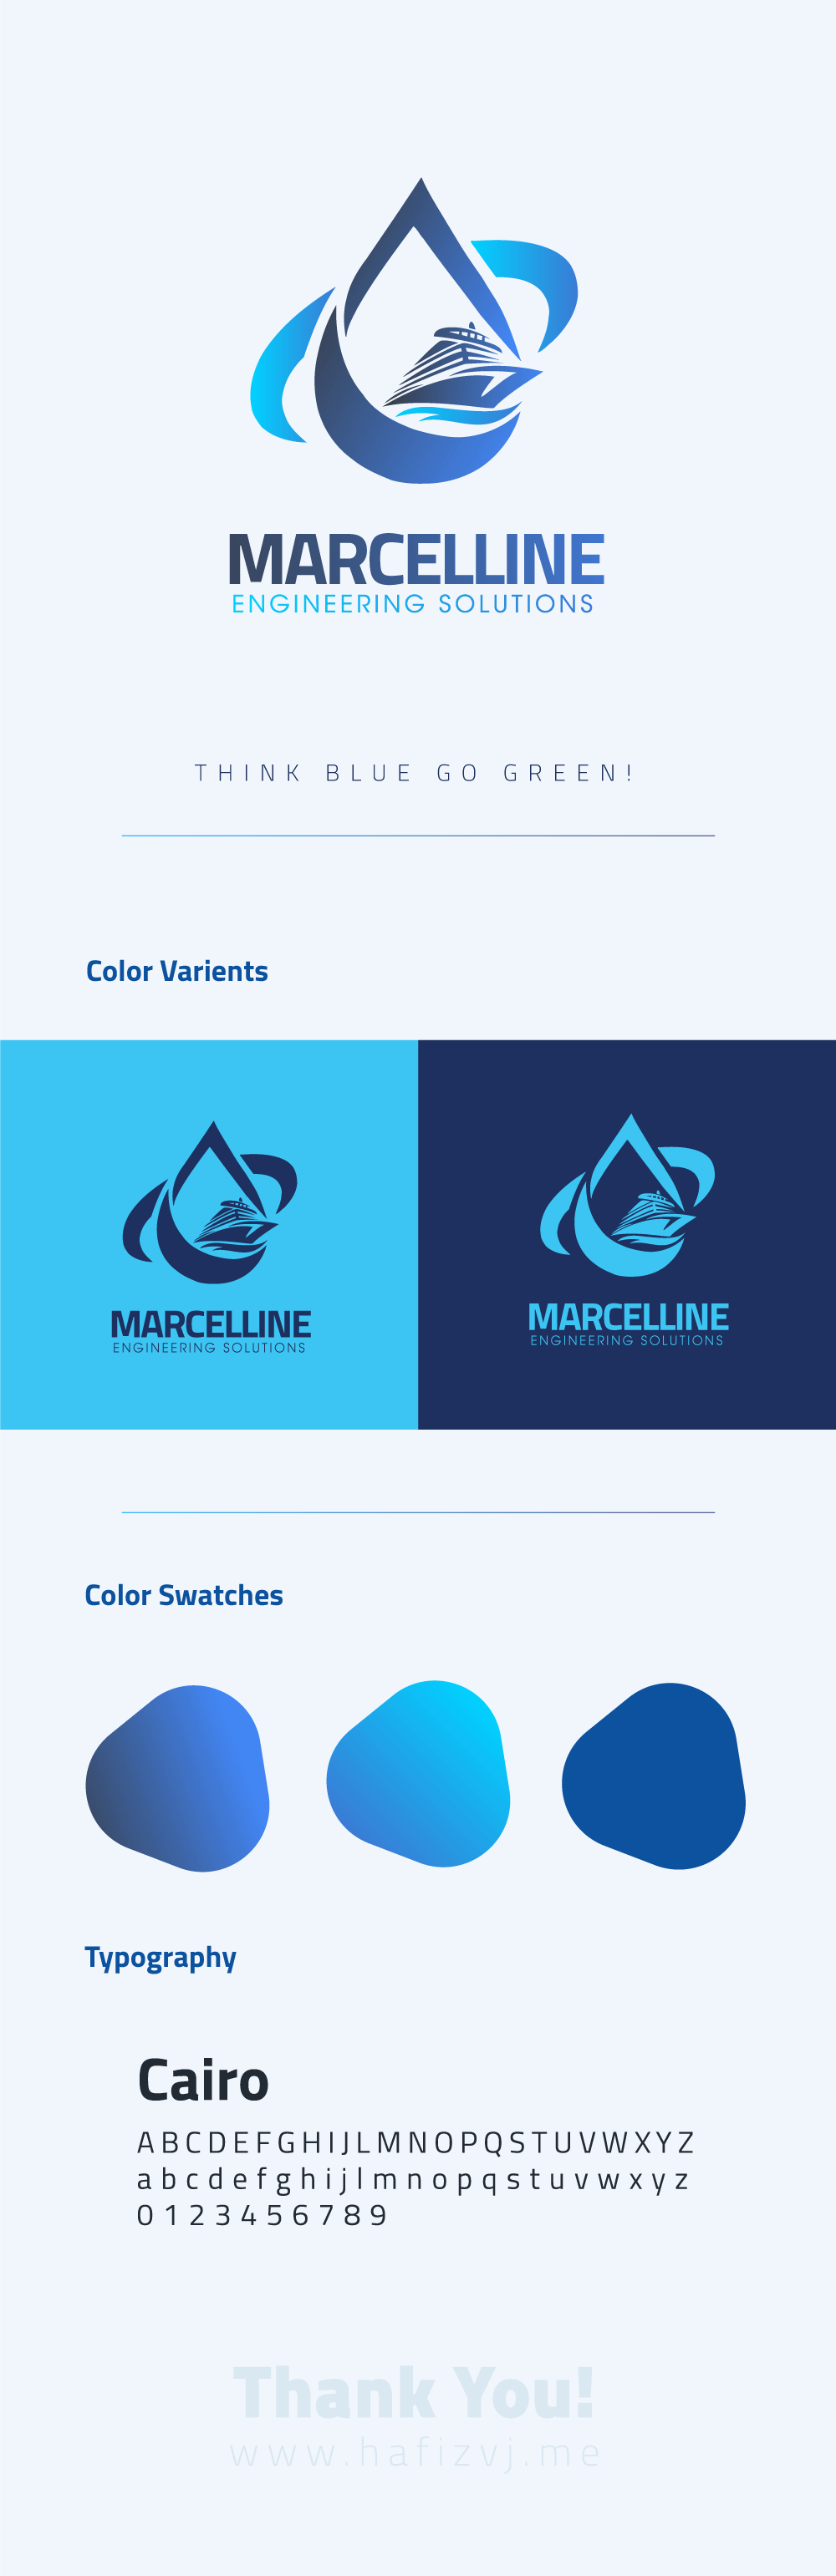 MARCELLINE
ENGINEERING SOLUTIONS
THINK BLUE GO GREEN!
Color Varients
MARCELLINE
ENGINEERING SOLUTIONS
MARCELLINE
ENGINEERING SOLUTIONS
Color Swatches
Typography
Cairo
A B C D E F G H I J L M N O P Q S T U V W X Y Z
a b c d e f g h i j l m n o p q s t u v w x y z
0 1 2 3 4 5 6 7 8 9
Thank You!
www.hafizvj.me